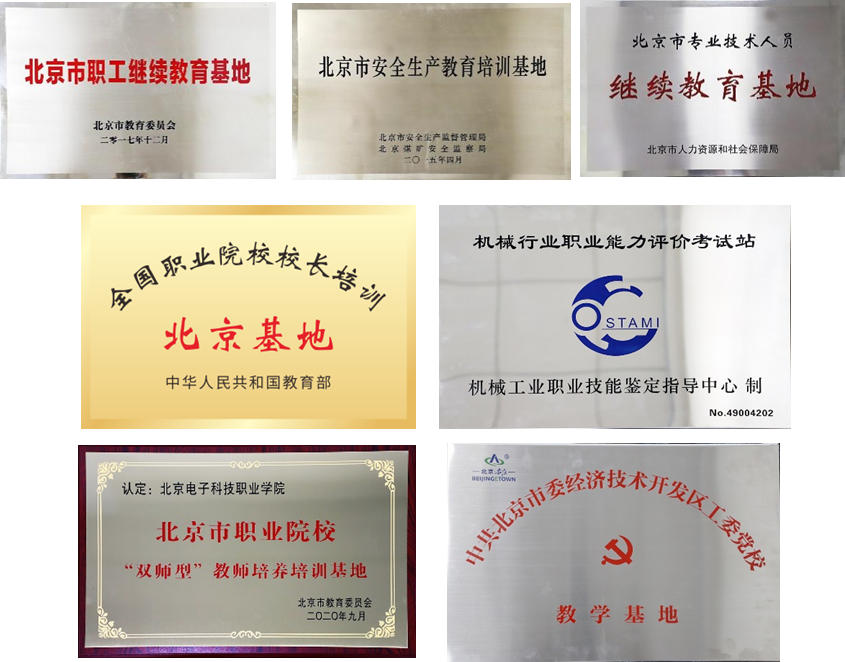 北京市职工继续教育基地
北京市教育委员会
二零一七年十二月
北京市安全生产教育培训基地
北京市安全生产监督管理局
北京煤矿安全监察局
二〇一五年四月
北京市专业技术人员
继续教育基地
北京市人力资源和社会保障局
全国职业院校校长培训
北京基地
中华人民共和国教育部
机械行业职业能力评价考试站
OSTAMI
机械工业职业技能鉴定指导中心 制
No.49004202
认定：北京电子科技职业学院
北京市职业院校
“双师型”教师培养培训基地
北京市教育委员会
二〇二〇年九月
北京亦庄
BEIJINGETOWN
中共北京市委经济技术开发区工委党校
教学基地